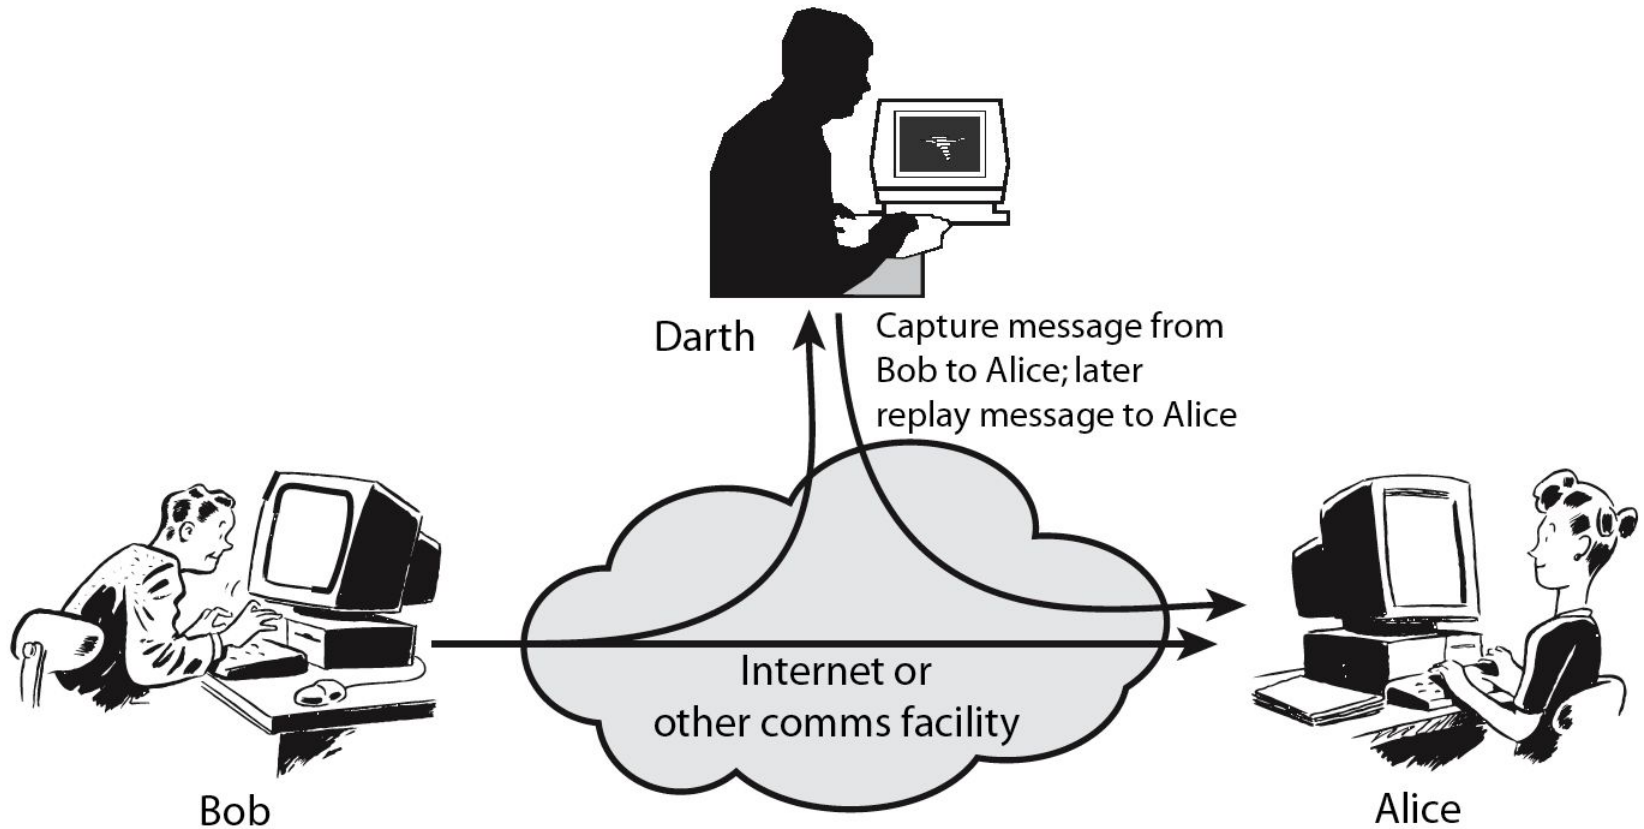 Darth
Capture message from
Bob to Alice; later
replay message to Alice
Internet or
other comms facility
Bob
Alice